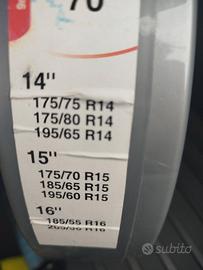 70
14"
175/75 R14
175/80 R14
195/65 R14
15"
175/70 R15
185/65 R15
195/60 R15
16"
185/55 R16
subito